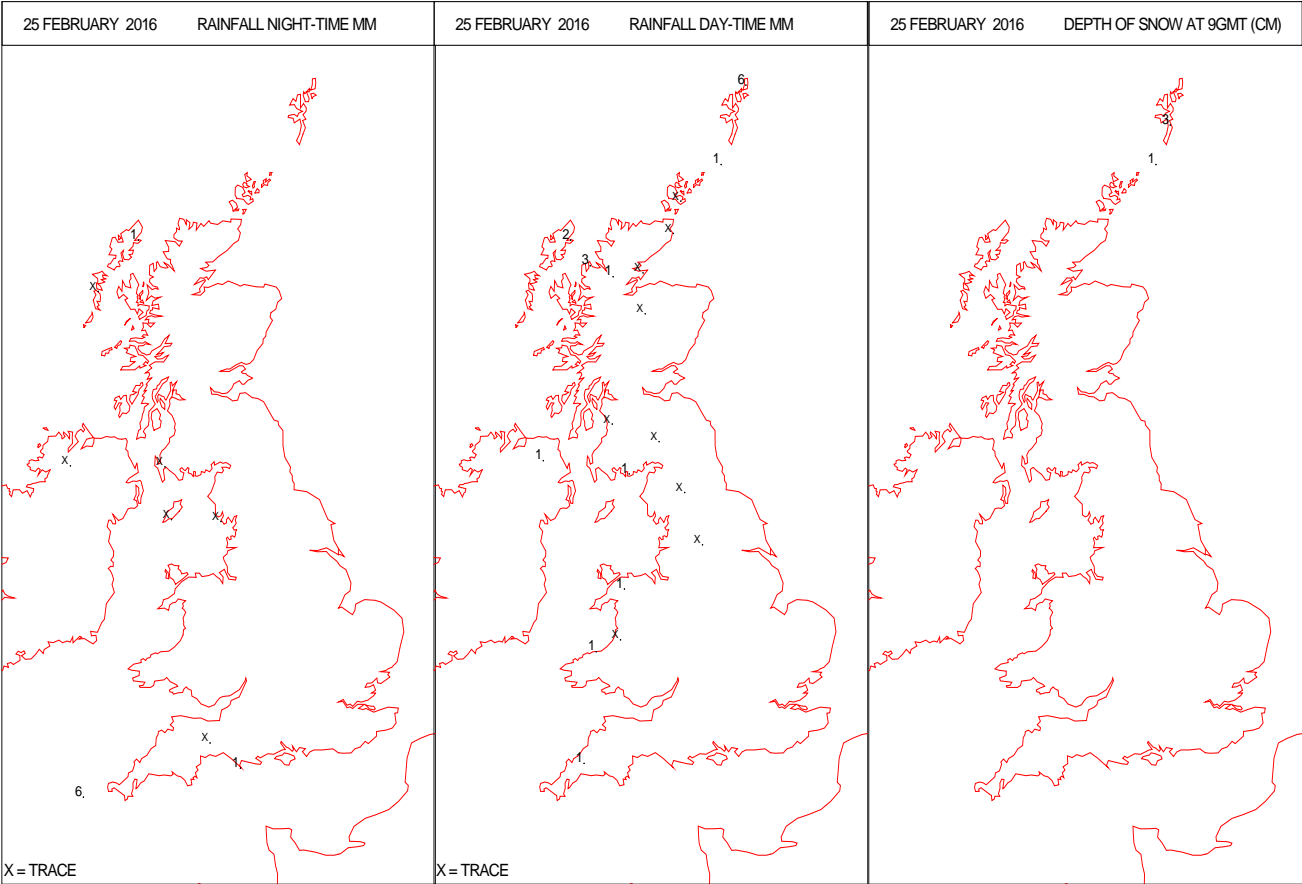 25 FEBRUARY 2016 RAINFALL NIGHT-TIME MM
1
X
X.
X.
X
X.
X.
1.
6.
X = TRACE
25 FEBRUARY 2016 RAINFALL DAY-TIME MM
6.
1.
X.
X.
2.
3.
1.
X.
X.
X.
X.
1.
1.
X.
X.
1.
X.
1.
1.
X = TRACE
25 FEBRUARY 2016 DEPTH OF SNOW AT 9GMT (CM)
3.
1.